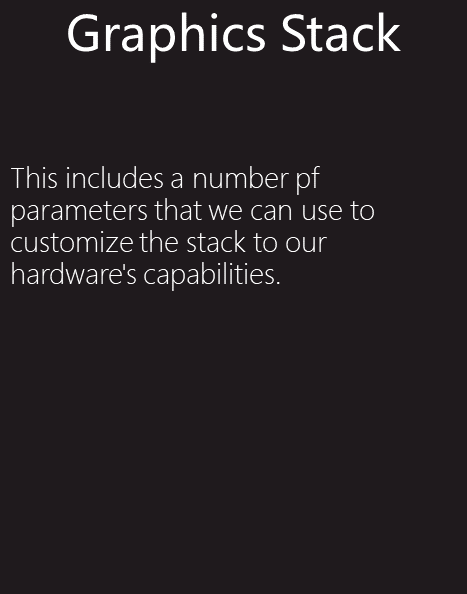 Graphics Stack
This includes a number pf
parameters that we can use to
customize the stack to our
hardware's capabilities.